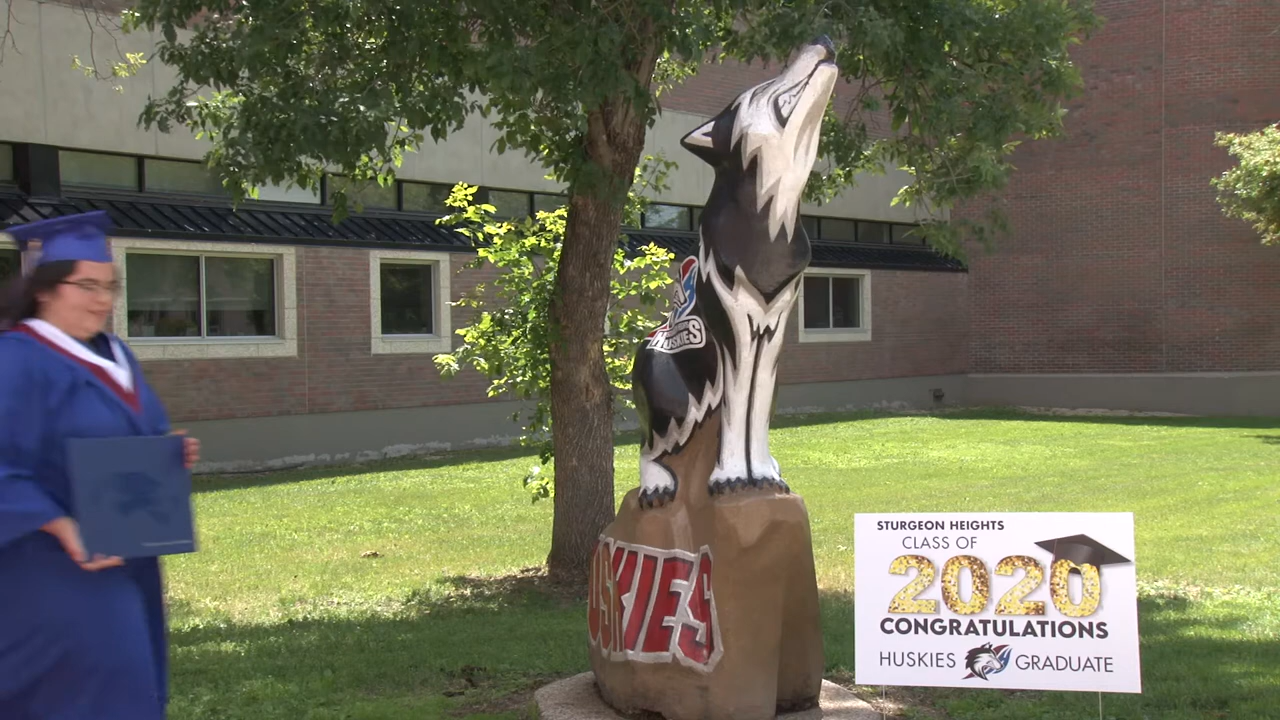 HUSKIES
HUSKIES
STURGEON HEIGHTS
CLASS OF
2020
CONGRATULATIONS
HUSKIES GRADUATE